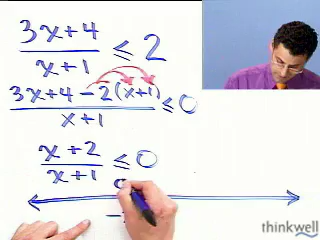 3x+4 / x+1 ≤ 2
3x+4-2(x+1) / x+1 ≤ 0
x+2 / x+1 ≤ 0
thinkwell